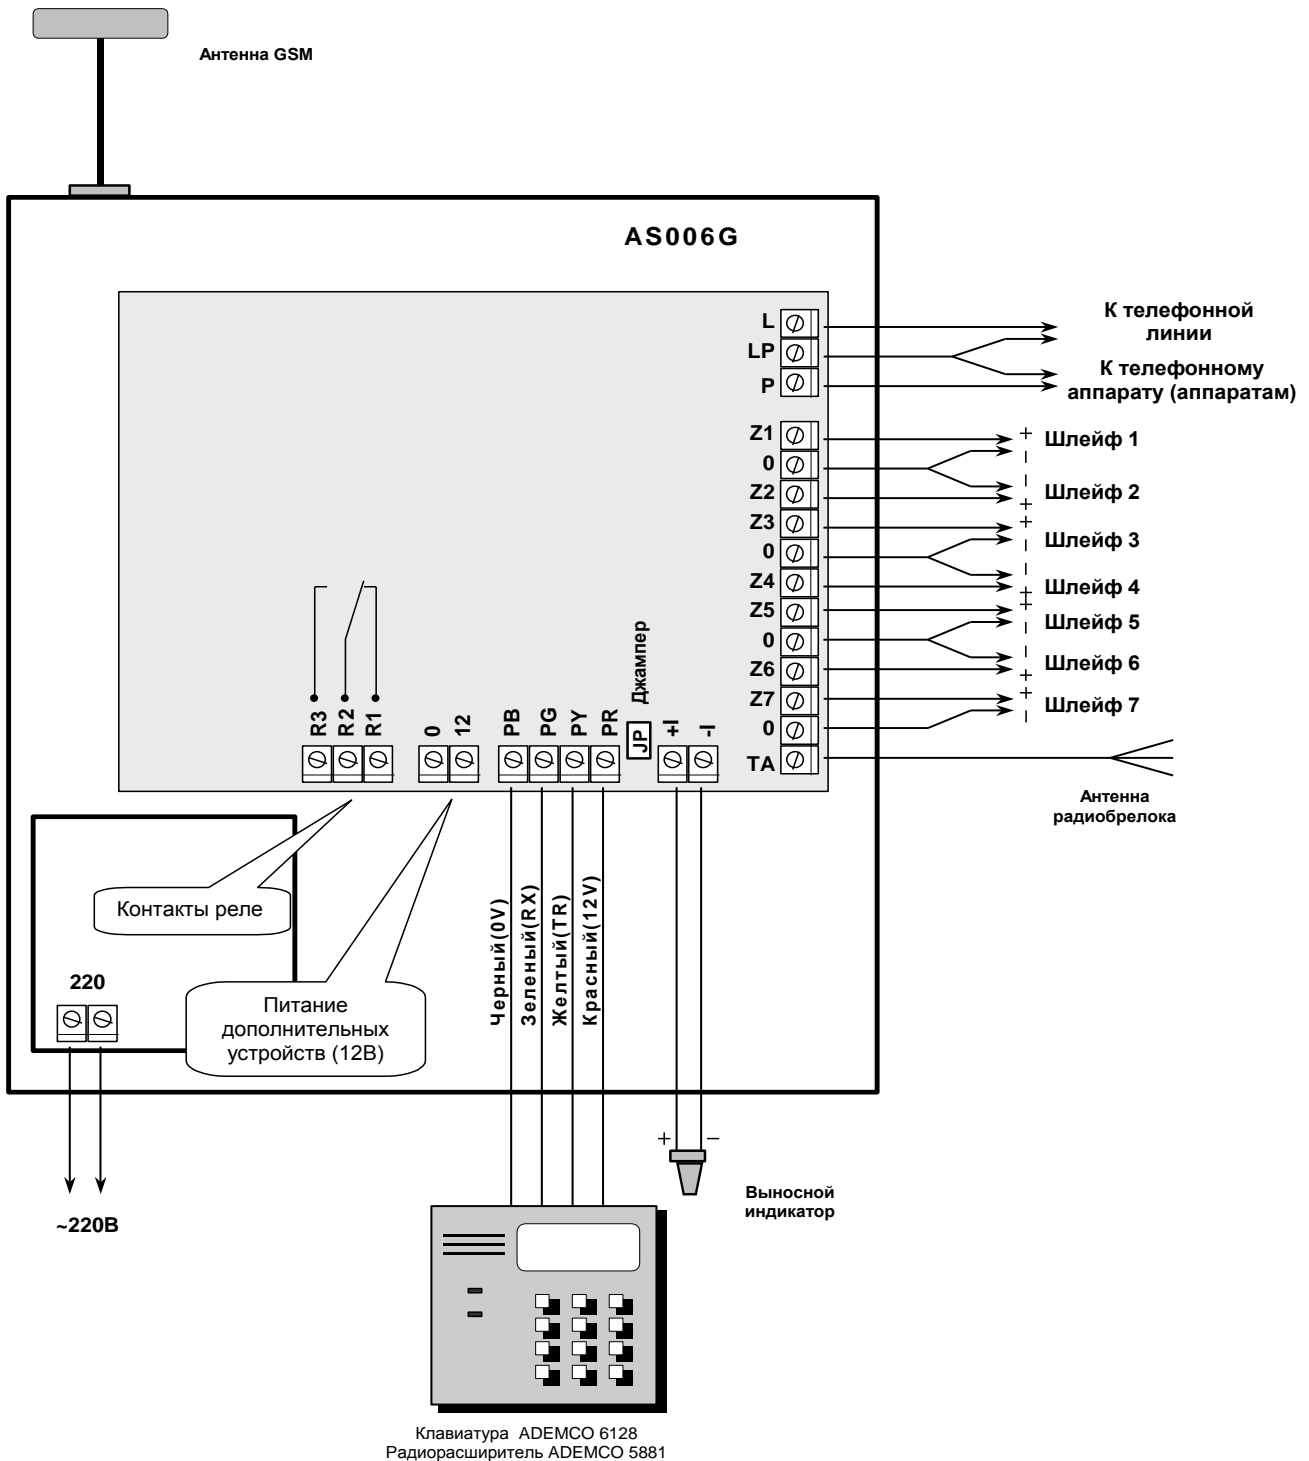 Антенна GSM
AS006G
L
LP
P
К телефонной
линии
К телефонному
аппарату (аппаратам)
Z1
0
Z2
Z3
0
Z4
Z5
0
Z6
Z7
0
TA
+
–
Шлейф 1
–
+
Шлейф 2
+
–
Шлейф 3
–
+
Шлейф 4
+
–
Шлейф 5
–
+
Шлейф 6
+
–
Шлейф 7
Антенна
радиобрелока
R3
R2
R1
0
12
PB
PG
PY
PR
JP
Джампер
+I
-I
Контакты реле
220
Питание
дополнительных
устройств (12В)
Черный(0V)
Зеленый(RX)
Желтый(TR)
Красный(12V)
+
–
Выносной
индикатор
~220В
Клавиатура ADEMCO 6128
Радиорасширитель ADEMCO 5881